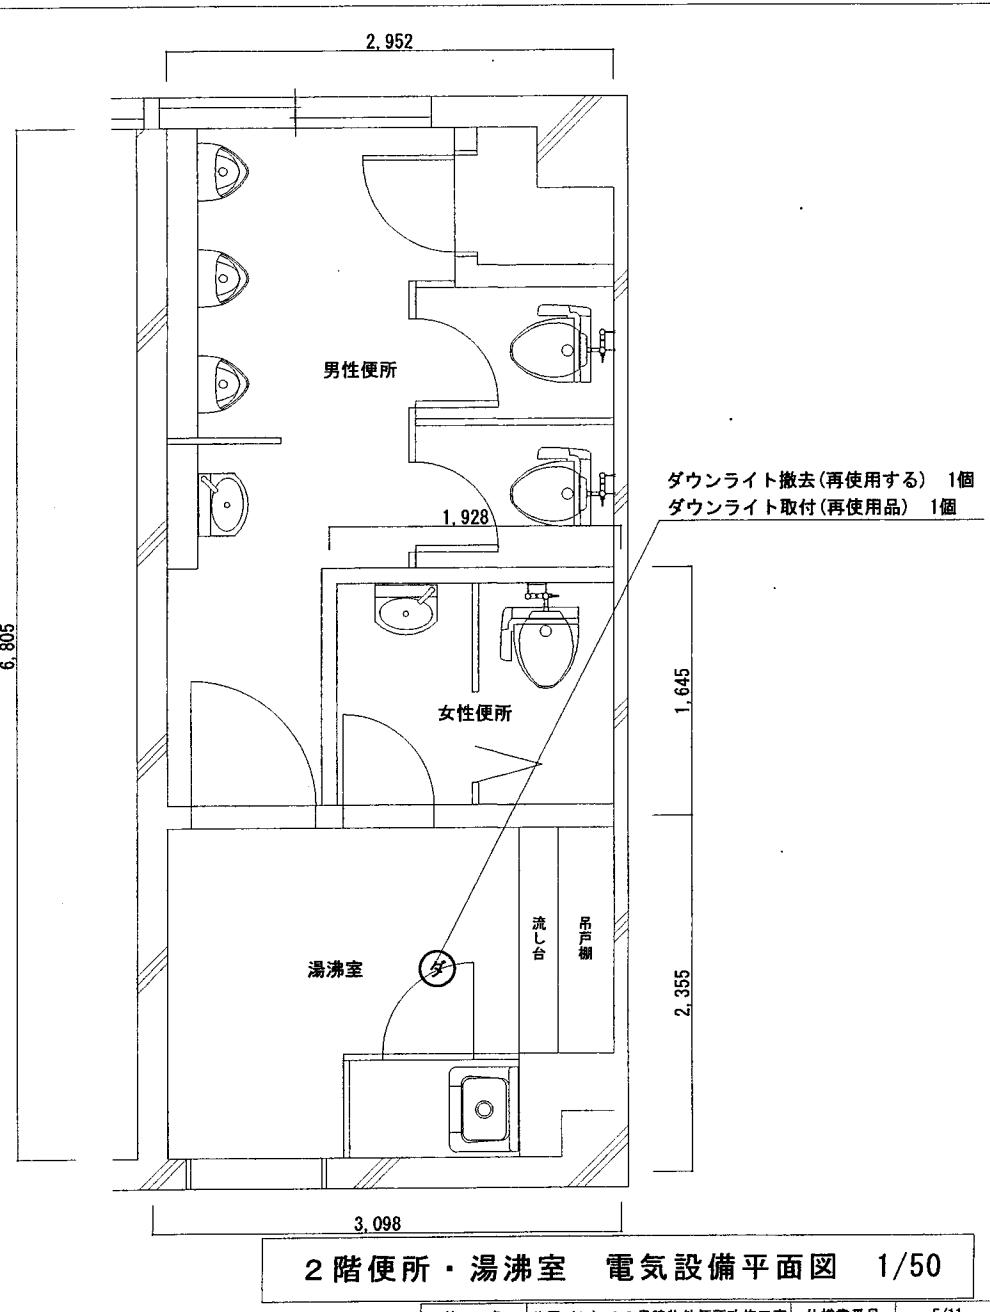 2,952
男性便所
ダウンライト撤去(再使用する) 1個
ダウンライト取付(再使用品) 1個
1,928
6,805
1,645
女性便所
流し台
吊戸棚
湯沸室
ダ
2,355
3,098
2階便所・湯沸室 電気設備平面図 1/50